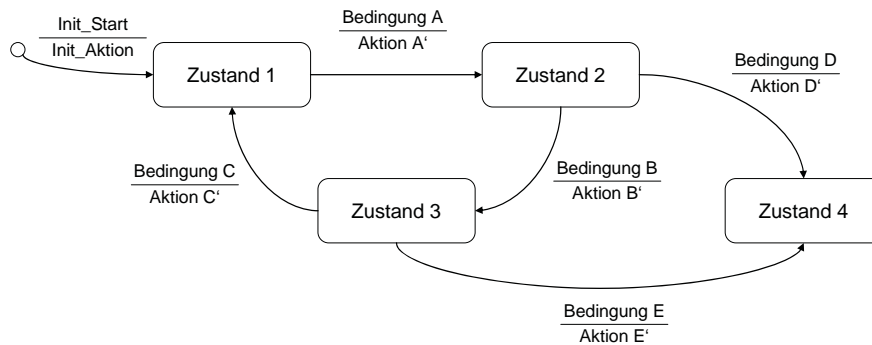 Init_Start
Init_Aktion
Bedingung A
Aktion A‘
Zustand 1
Zustand 2
Bedingung D
Aktion D‘
Bedingung C
Aktion C‘
Bedingung B
Aktion B‘
Zustand 3
Zustand 4
Bedingung E
Aktion E‘